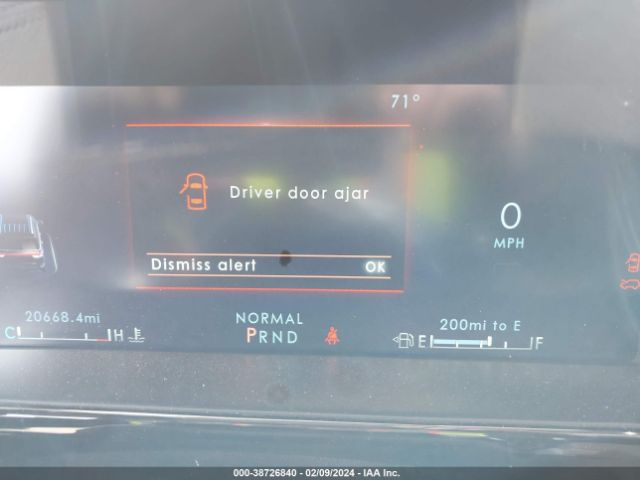 71°
Driver door ajar
0
MPH
Dismiss alert OK
20668.4mi
NORMAL
200mi to E
PRND
C H
E F
000-38726840 - 02/09/2024 - IAA Inc.